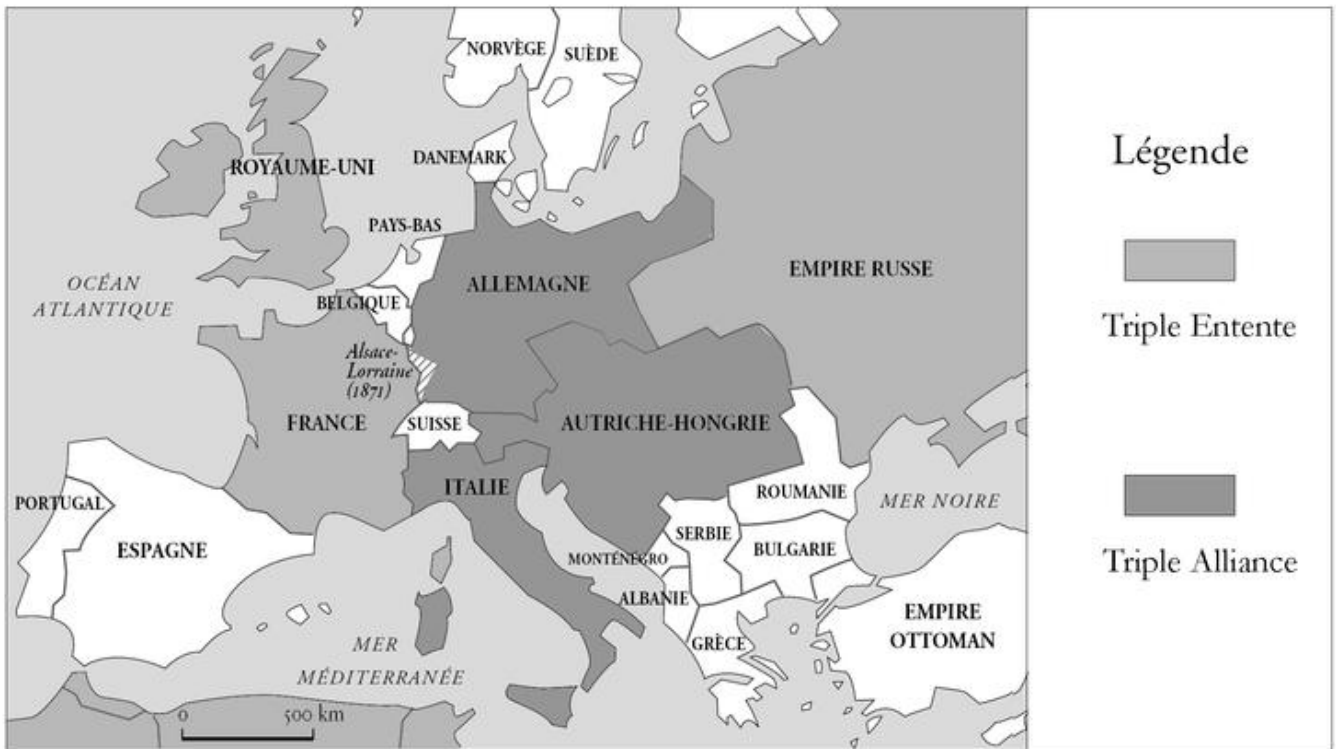 NORVÈGE
SUÈDE
DANEMARK
ROYAUME-UNI
PAYS-BAS
EMPIRE RUSSE
OCÉAN
ATLANTIQUE
ALLEMAGNE
BELGIQUE
Alsace-
Lorraine
(1871)
FRANCE
SUISSE
AUTRICHE-HONGRIE
ITALIE
ROUMANIE
MER NOIRE
PORTUGAL
ESPAGNE
SERBIE
BULGARIE
MONTÉNÉGRO
ALBANIE
EMPIRE
OTTOMAN
GRÈCE
MER
MÉDITERRANÉE
0 500 km
Légende
Triple Entente
Triple Alliance